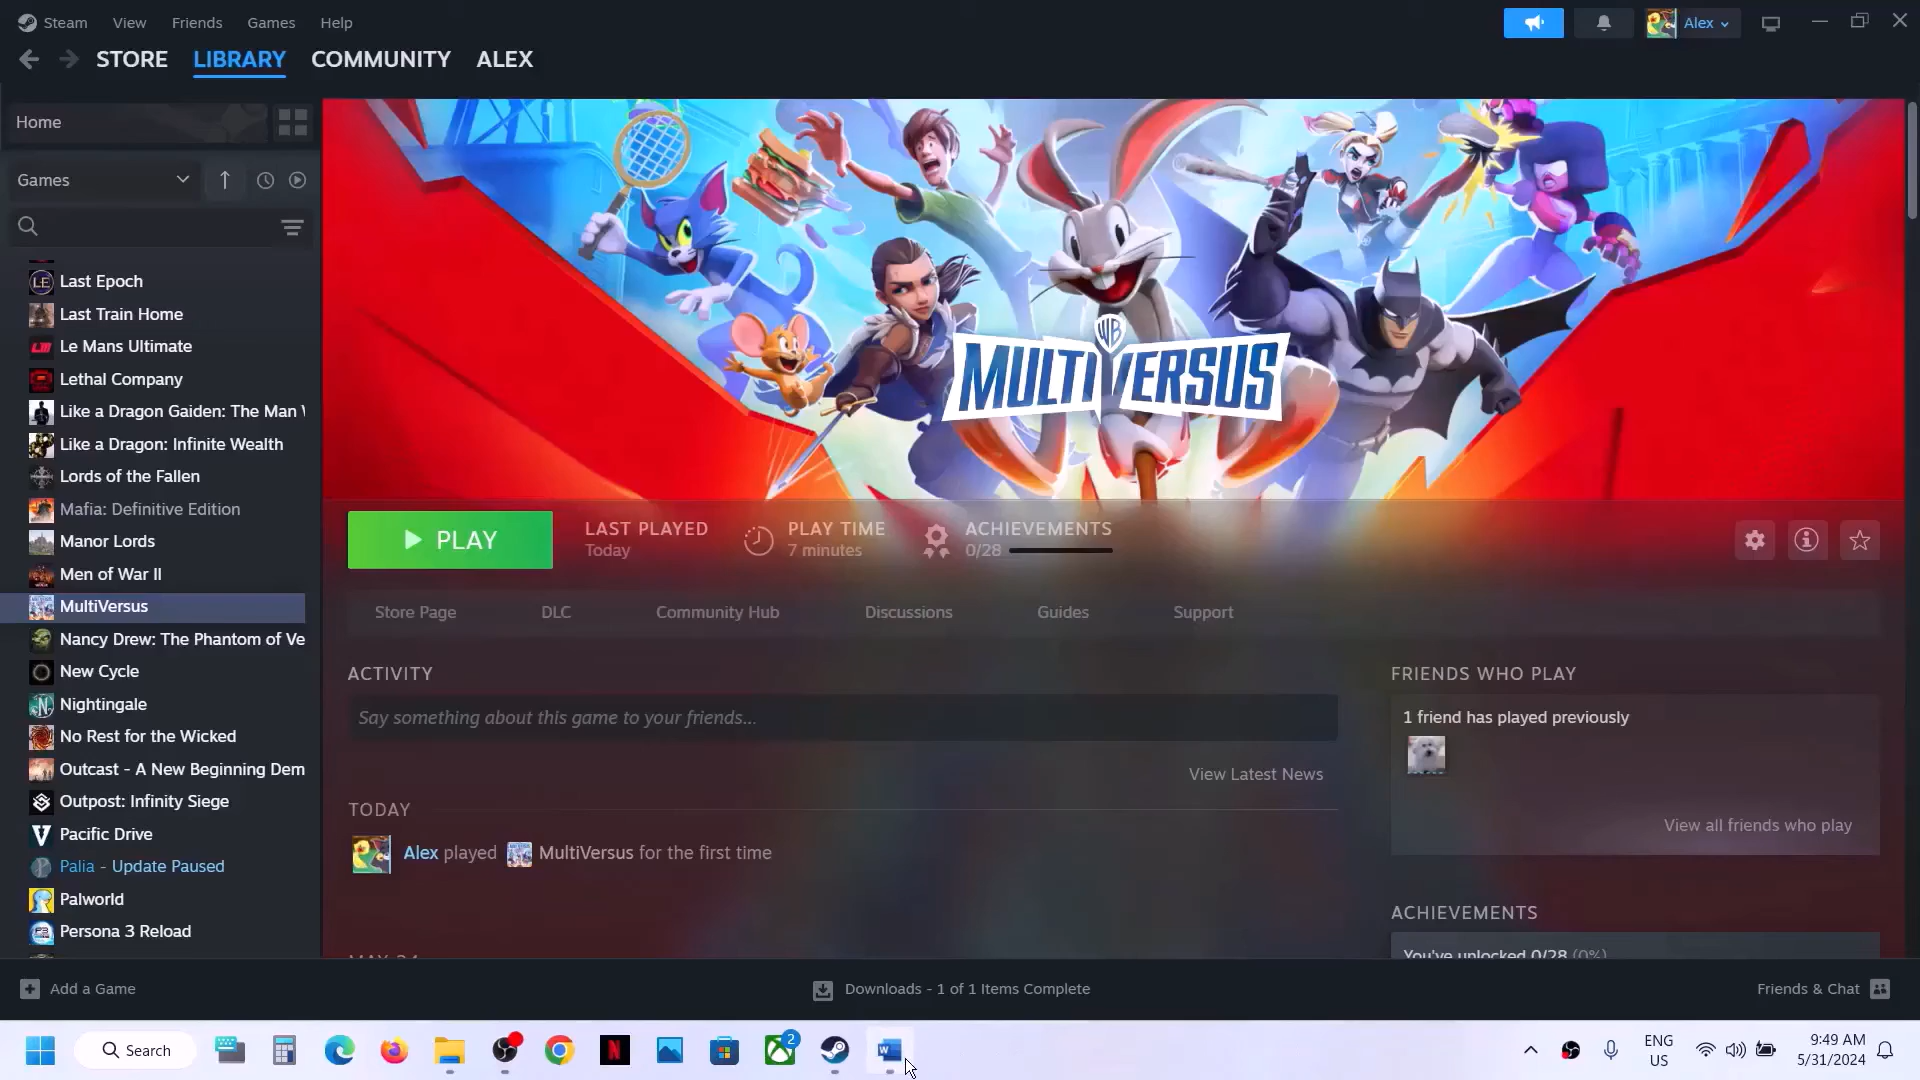 Steam View Friends Games Help
Alex
STORE LIBRARY COMMUNITY ALEX
Home
Games
Last Epoch
Last Train Home
Le Mans Ultimate
Lethal Company
Like a Dragon Gaiden: The Man
Like a Dragon: Infinite Wealth
Lords of the Fallen
Mafia: Definitive Edition
Manor Lords
Men of War II
MultiVersus
Nancy Drew: The Phantom of Ve
New Cycle
Nightingale
No Rest for the Wicked
Outcast - A New Beginning Dem
Outpost: Infinity Siege
Pacific Drive
Palia - Update Paused
Palworld
Persona 3 Reload
WB
MULTIVERSUS
PLAY
LAST PLAYED
Today
PLAY TIME
7 minutes
ACHIEVEMENTS
0/28
Store Page DLC Community Hub Discussions Guides Support
ACTIVITY
Say something about this game to your friends...
View Latest News
TODAY
Alex played MultiVersus for the first time
MAY 24
FRIENDS WHO PLAY
1 friend has played previously
View all friends who play
ACHIEVEMENTS
You've unlocked 0/28 (0%)
Add a Game
Downloads - 1 of 1 Items Complete
Friends & Chat
Search
2
ENG
US
9:49 AM
5/31/2024